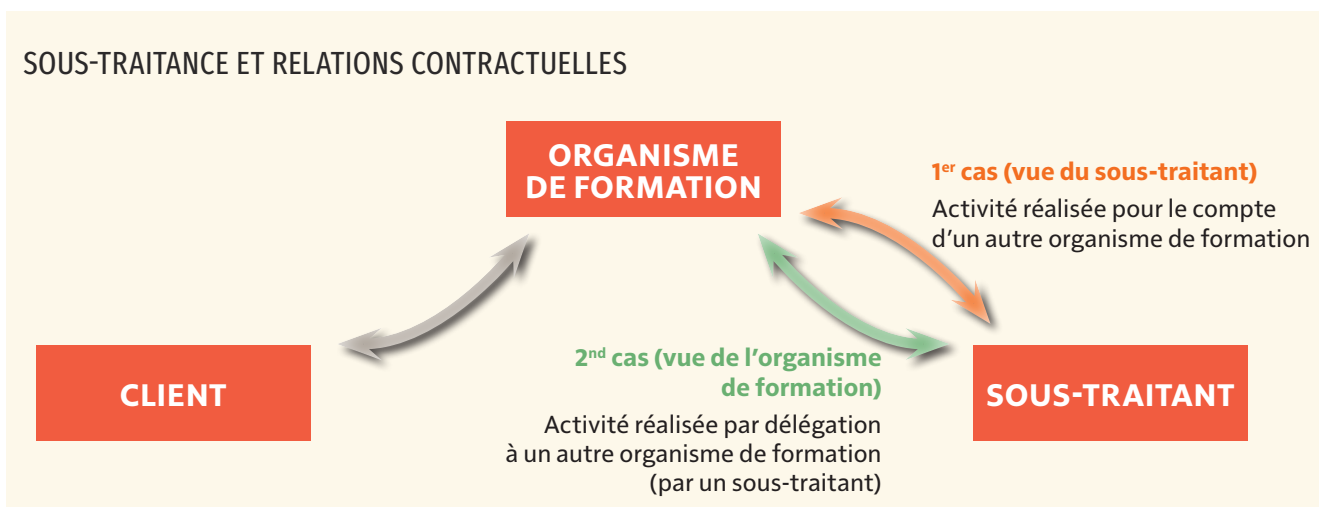 SOUS-TRAITANCE ET RELATIONS CONTRACTUELLES
ORGANISME
DE FORMATION
1er cas (vue du sous-traitant)
Activité réalisée pour le compte
d’un autre organisme de formation
CLIENT
2nd cas (vue de l’organisme
de formation)
Activité réalisée par délégation
à un autre organisme de formation
(par un sous-traitant)
SOUS-TRAITANT